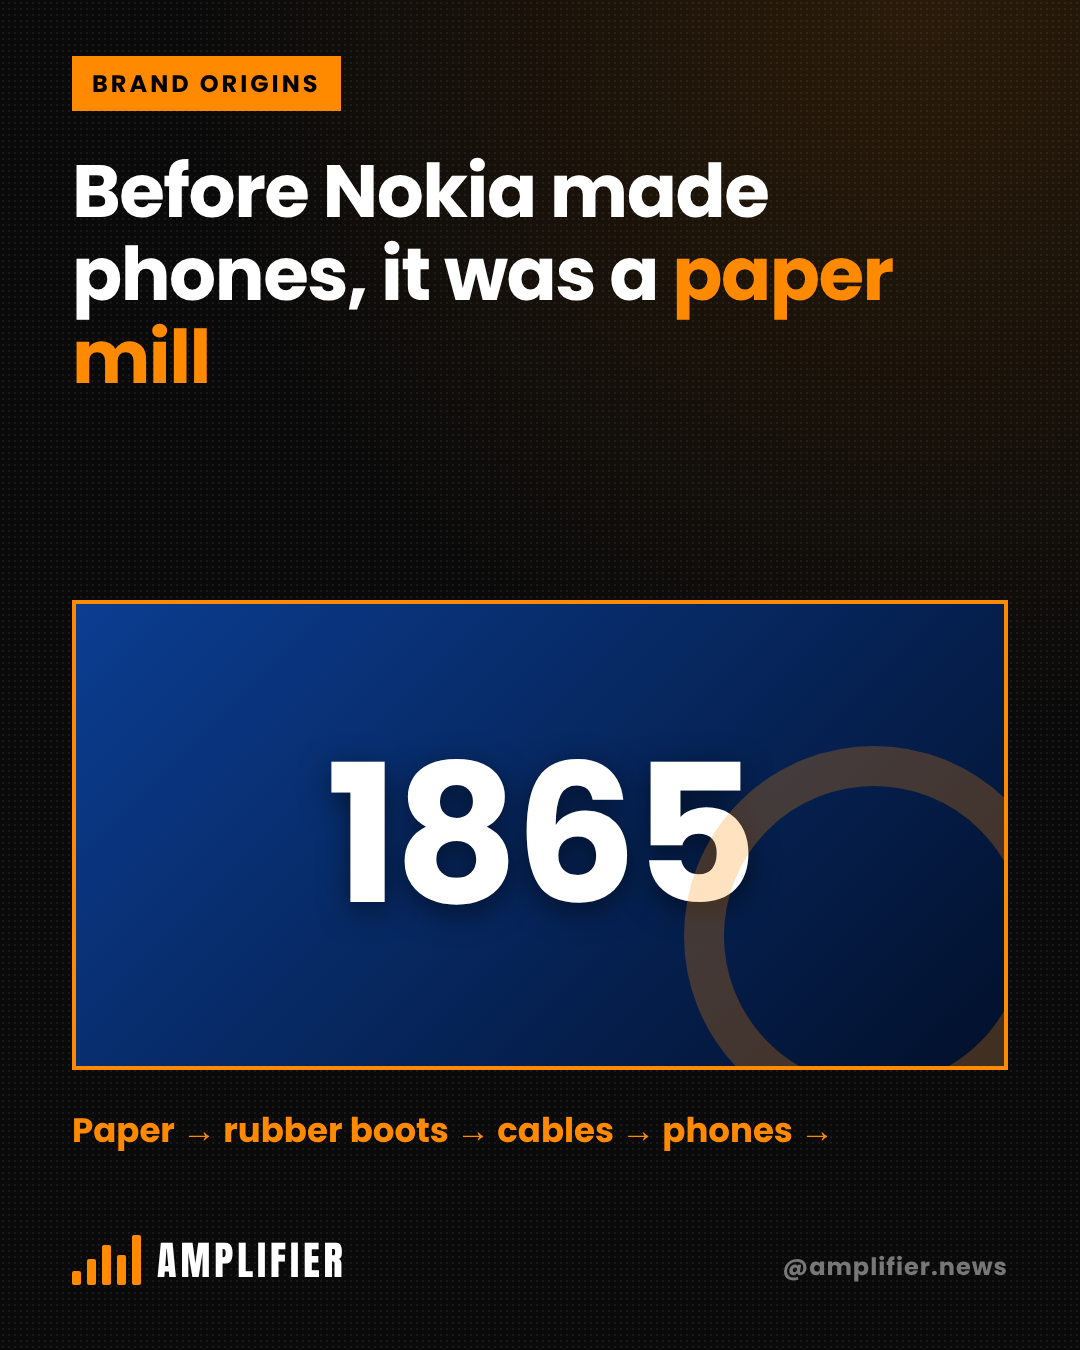 BRAND ORIGINS
Before Nokia made
phones, it was a paper
mill
1865
Paper → rubber boots → cables → phones →
AMPLIFIER
@amplifier.news